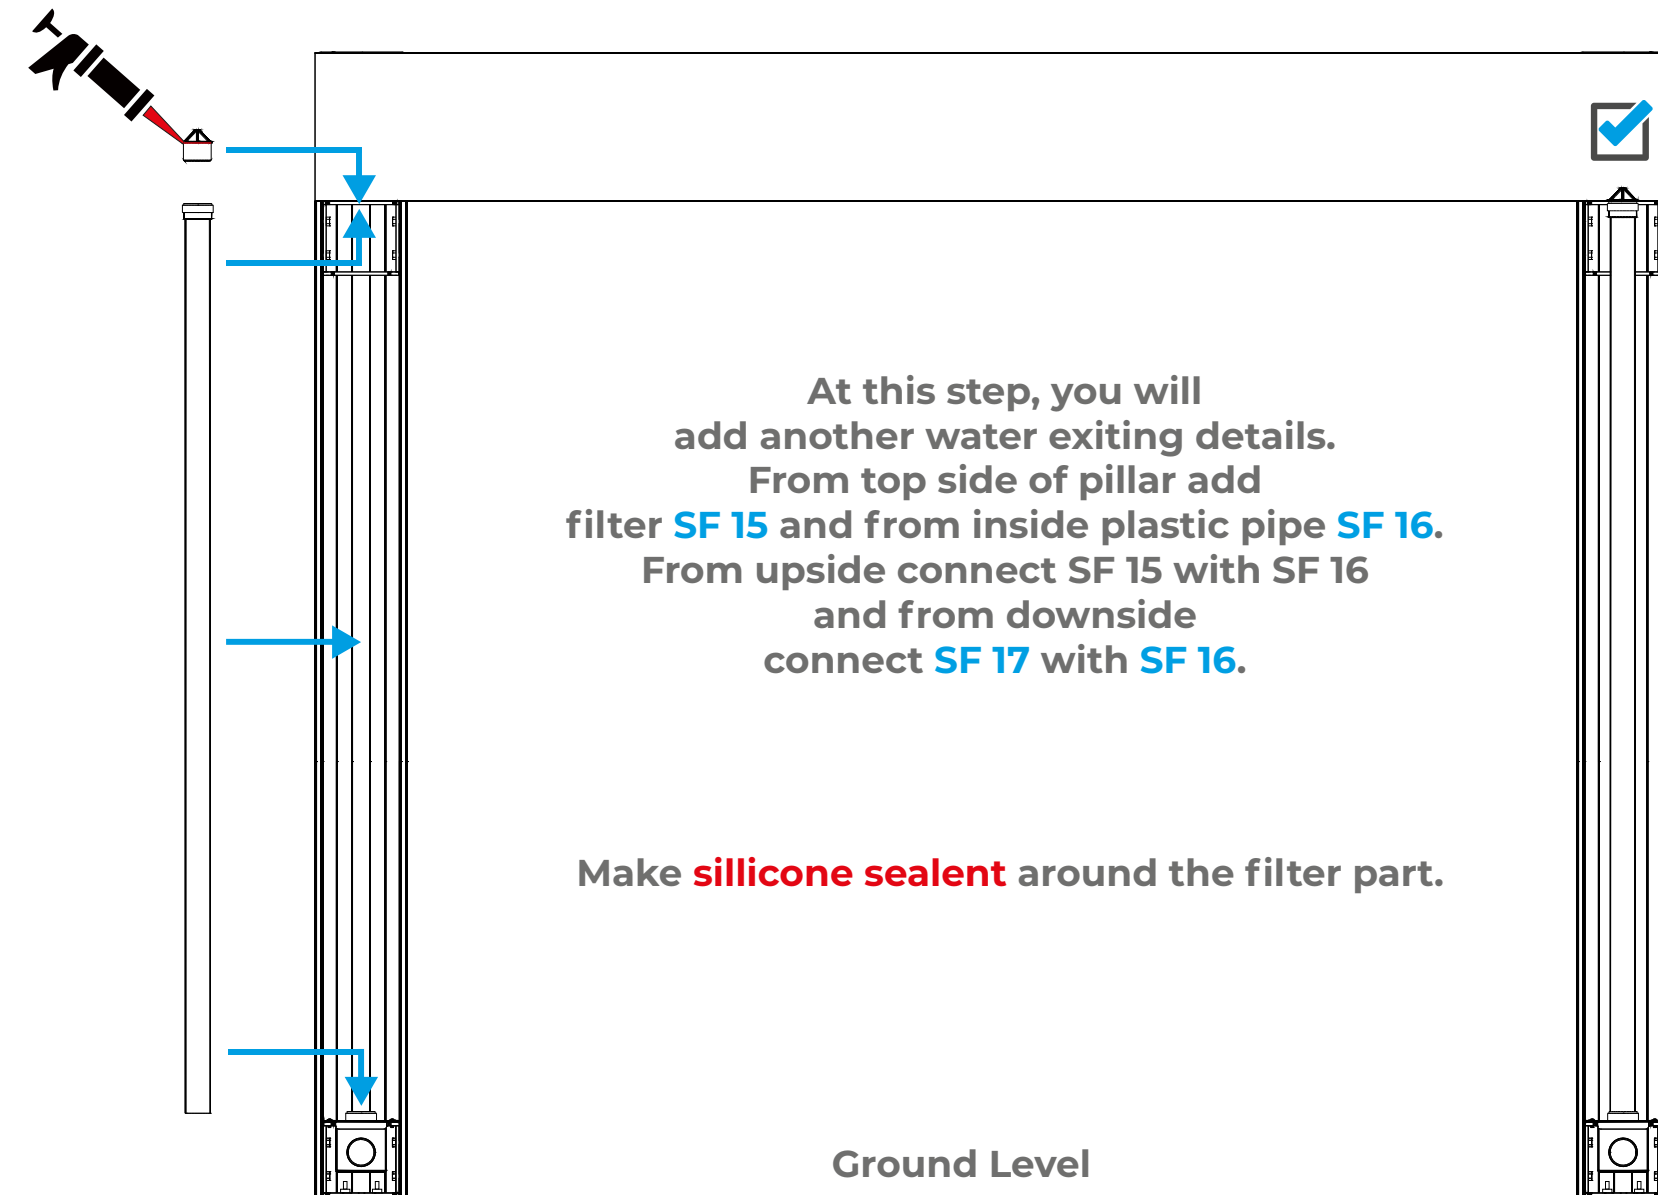 At this step, you will
add another water exiting details.
From top side of pillar add
filter SF 15 and from inside plastic pipe SF 16.
From upside connect SF 15 with SF 16
and from downside
connect SF 17 with SF 16.
Make sillicone sealent around the filter part.
Ground Level